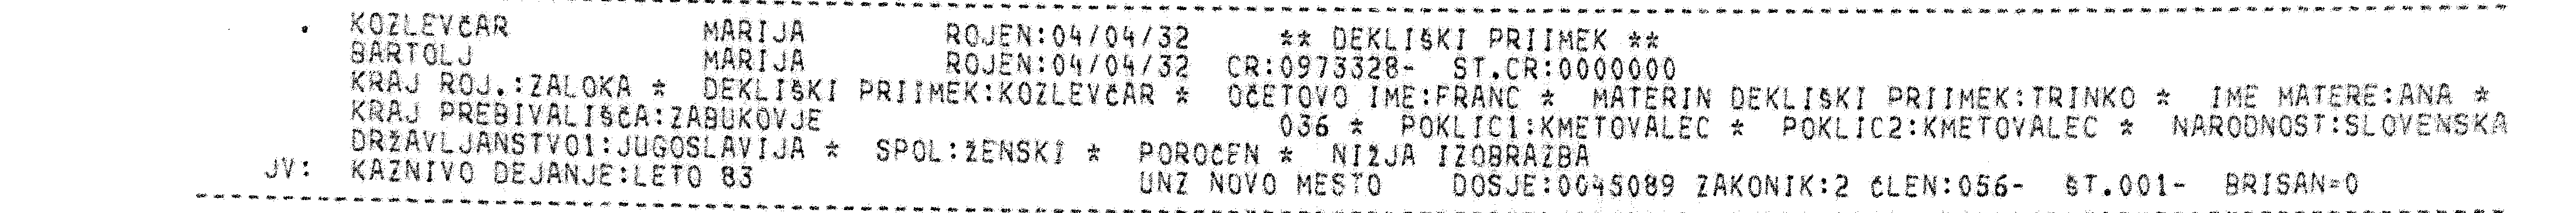 KOZLEVČAR MARIJA ROJEN:04/04/32 ** DEKLIŠKI PRIIMEK **
BARTOLJ MARIJA ROJEN:04/04/32 CR:0973328- ST.CR:0000000
KRAJ ROJ.:ZALOKA * DEKLIŠKI PRIIMEK:KOZLEVČAR * OČETOVO IME:FRANC * MATERIN DEKLIŠKI PRIIMEK:TRINKO * IME MATERE:ANA *
KRAJ PREBIVALIŠČA:ZABUKOVJE 036 * POKLIC1:KMETOVALEC * POKLIC2:KMETOVALEC * NARODNOST:SLOVENSKA
DRŽAVLJANSTVO1:JUGOSLAVIJA * SPOL:ŽENSKI * POROČEN * NIŽJA IZOBRAZBA
JV: KAZNIVO DEJANJE:LETO 83 UNZ NOVO MESTO DOSJE:0045089 ZAKONIK:2 ČLEN:056- ŠT.001- BRISAN=0